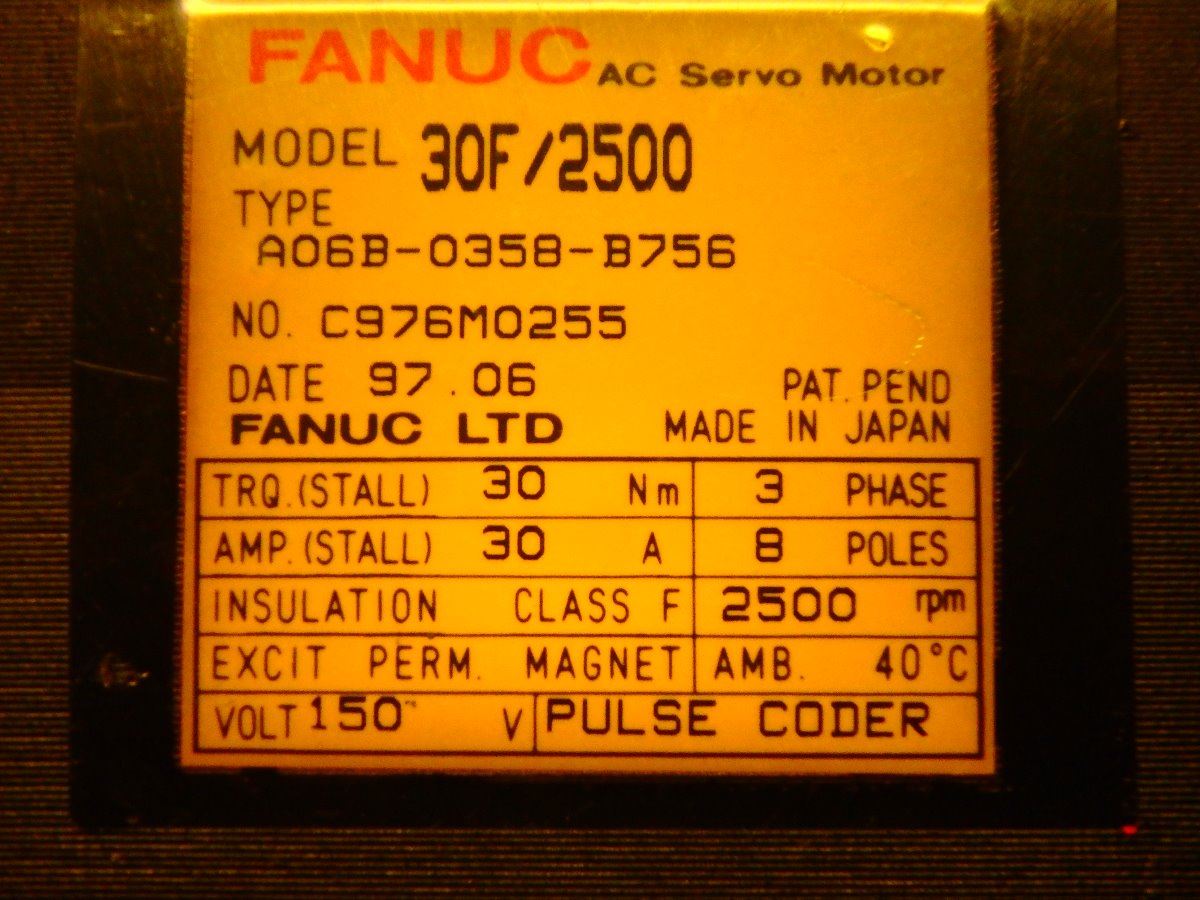 FANUC AC Servo Motor
MODEL 30F/2500
TYPE
A06B-0358-B756
NO. C976M0255
DATE 97.06 PAT. PEND
FANUC LTD MADE IN JAPAN
TRQ.(STALL) 30 Nm 3 PHASE
AMP.(STALL) 30 A 8 POLES
INSULATION CLASS F 2500 rpm
EXCIT PERM. MAGNET AMB. 40°C
VOLT 150 V PULSE CODER